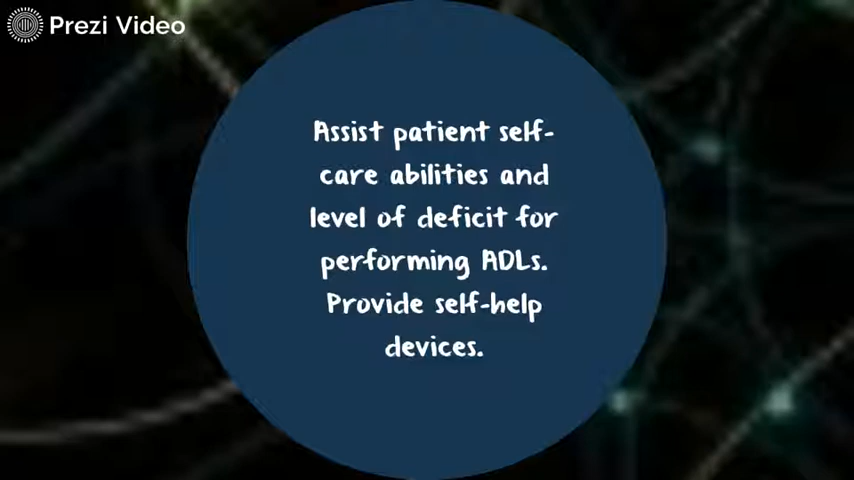 Prezi Video
Assist patient self-
care abilities and
level of deficit for
performing ADLs.
Provide self-help
devices.